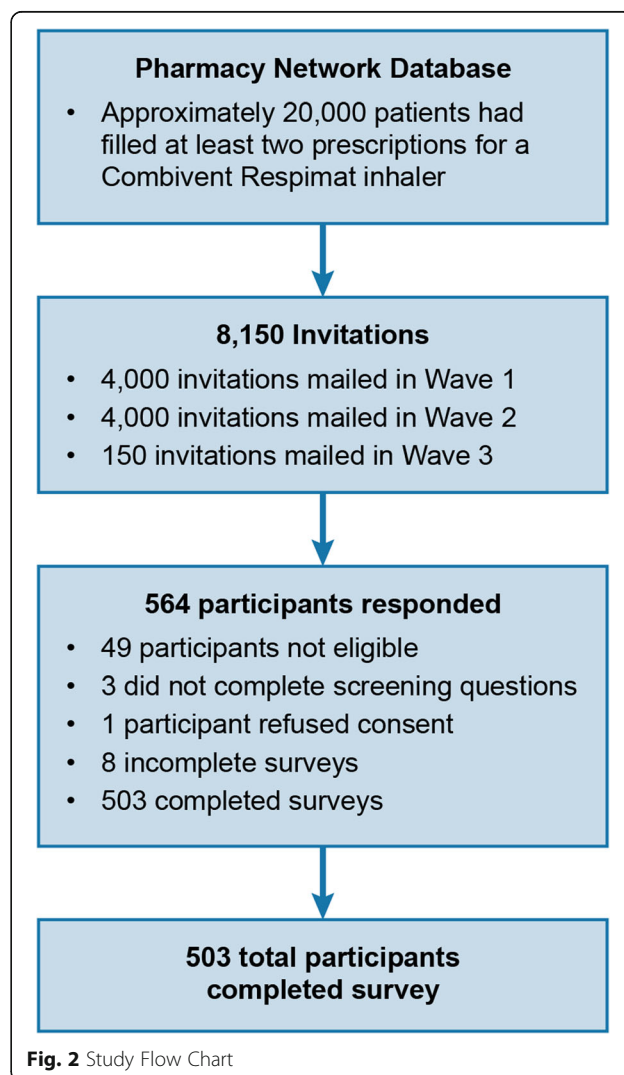 Pharmacy Network Database
• Approximately 20,000 patients had
filled at least two prescriptions for a
Combivent Respimat inhaler
8,150 Invitations
• 4,000 invitations mailed in Wave 1
• 4,000 invitations mailed in Wave 2
• 150 invitations mailed in Wave 3
564 participants responded
• 49 participants not eligible
• 3 did not complete screening questions
• 1 participant refused consent
• 8 incomplete surveys
• 503 completed surveys
503 total participants
completed survey
Fig. 2 Study Flow Chart